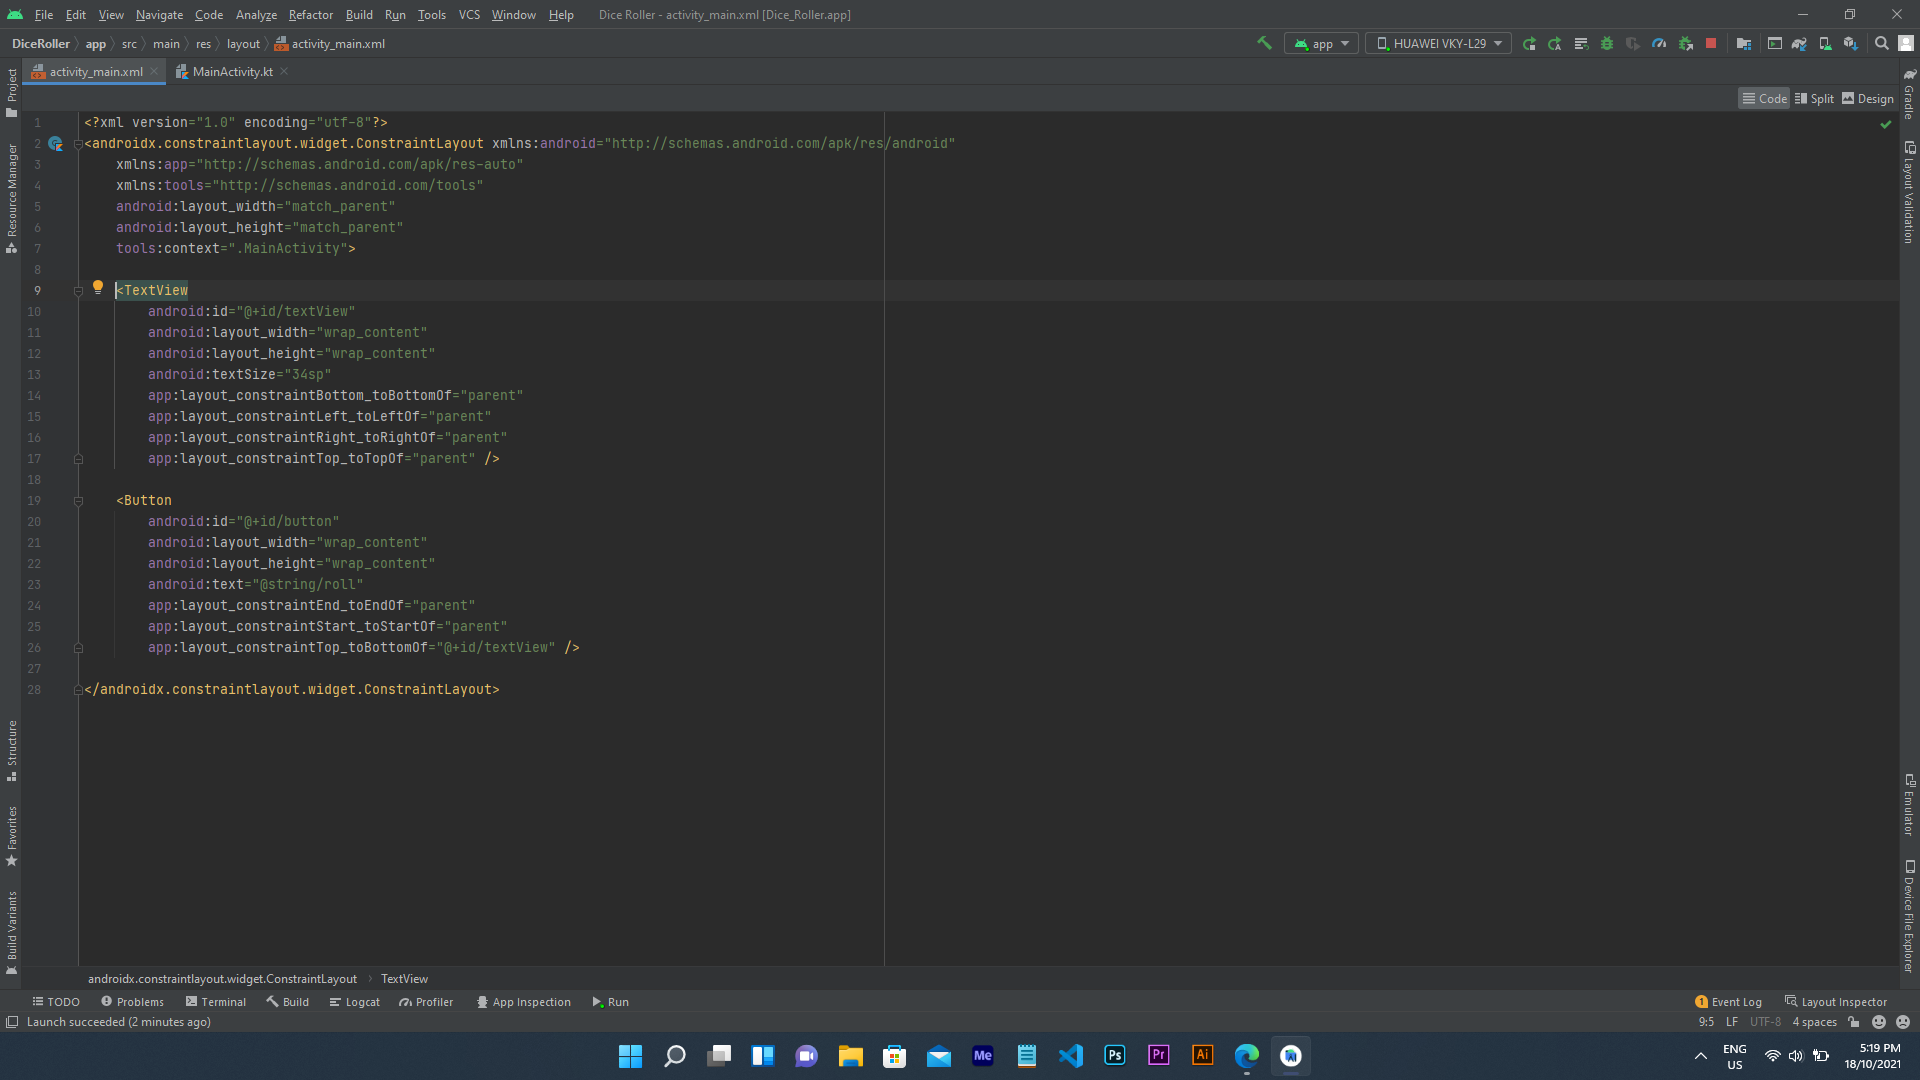 File Edit View Navigate Code Analyze Refactor Build Run Tools VCS Window Help Dice Roller - activity_main.xml [Dice_Roller.app]
DiceRoller app src main res layout activity_main.xml app HUAWEI VKY-L29
activity_main.xml MainActivity.kt
Code Split Design
Project
Resource Manager
Structure
Favorites
Build Variants
Gradle
Layout Validation
Emulator
Device File Explorer
1 <?xml version="1.0" encoding="utf-8"?>
2 <androidx.constraintlayout.widget.ConstraintLayout xmlns:android="http://schemas.android.com/apk/res/android"
3 xmlns:app="http://schemas.android.com/apk/res-auto"
4 xmlns:tools="http://schemas.android.com/tools"
5 android:layout_width="match_parent"
6 android:layout_height="match_parent"
7 tools:context=".MainActivity">
8
9 <TextView
10 android:id="@+id/textView"
11 android:layout_width="wrap_content"
12 android:layout_height="wrap_content"
13 android:textSize="34sp"
14 app:layout_constraintBottom_toBottomOf="parent"
15 app:layout_constraintLeft_toLeftOf="parent"
16 app:layout_constraintRight_toRightOf="parent"
17 app:layout_constraintTop_toTopOf="parent" />
18
19 <Button
20 android:id="@+id/button"
21 android:layout_width="wrap_content"
22 android:layout_height="wrap_content"
23 android:text="@string/roll"
24 app:layout_constraintEnd_toEndOf="parent"
25 app:layout_constraintStart_toStartOf="parent"
26 app:layout_constraintTop_toBottomOf="@+id/textView" />
27
28 </androidx.constraintlayout.widget.ConstraintLayout>
androidx.constraintlayout.widget.ConstraintLayout TextView
TODO Problems Terminal Build Logcat Profiler App Inspection Run 1 Event Log Layout Inspector
Launch succeeded (2 minutes ago) 9:5 LF UTF-8 4 spaces
Me Ps Pr Ai
ENG
US
5:19 PM
18/10/2021